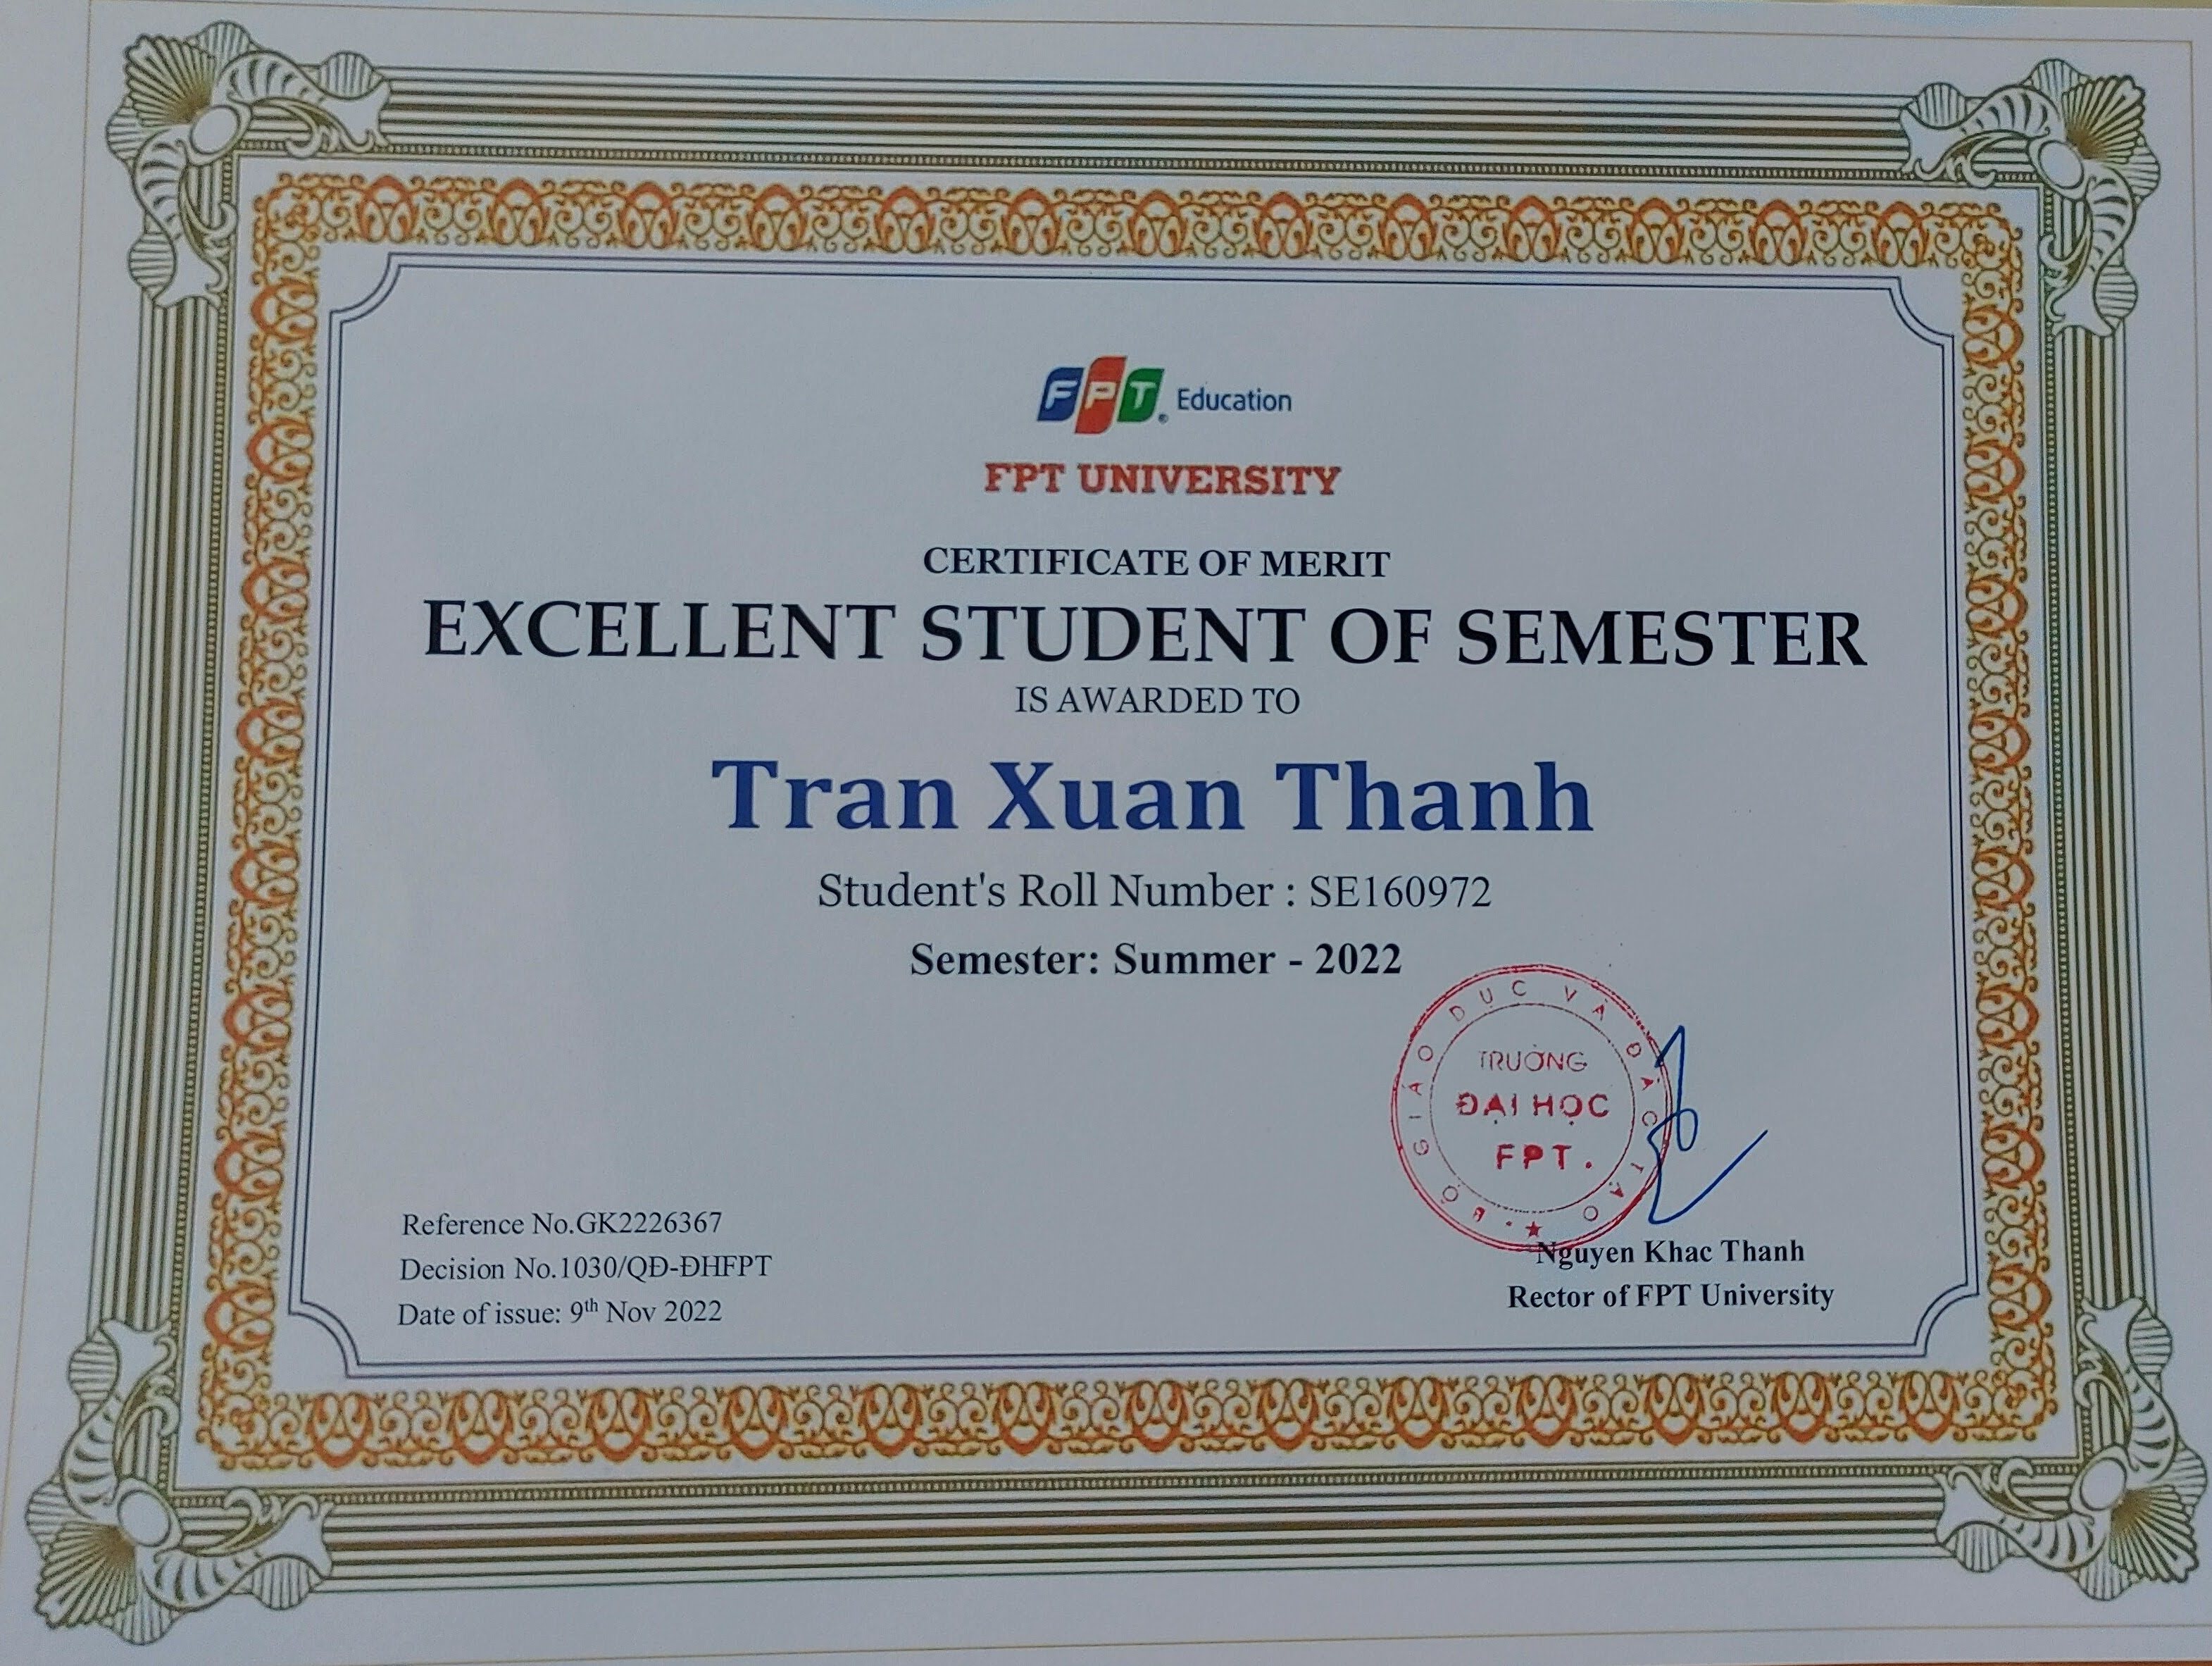 FPT Education
FPT UNIVERSITY
CERTIFICATE OF MERIT
EXCELLENT STUDENT OF SEMESTER
IS AWARDED TO
Tran Xuan Thanh
Student's Roll Number : SE160972
Semester: Summer - 2022
BỘ GIÁO DỤC VÀ ĐÀO TẠO
TRƯỜNG
ĐẠI HỌC
FPT.
Reference No.GK2226367
Decision No.1030/QĐ-ĐHFPT
Date of issue: 9th Nov 2022
Nguyen Khac Thanh
Rector of FPT University